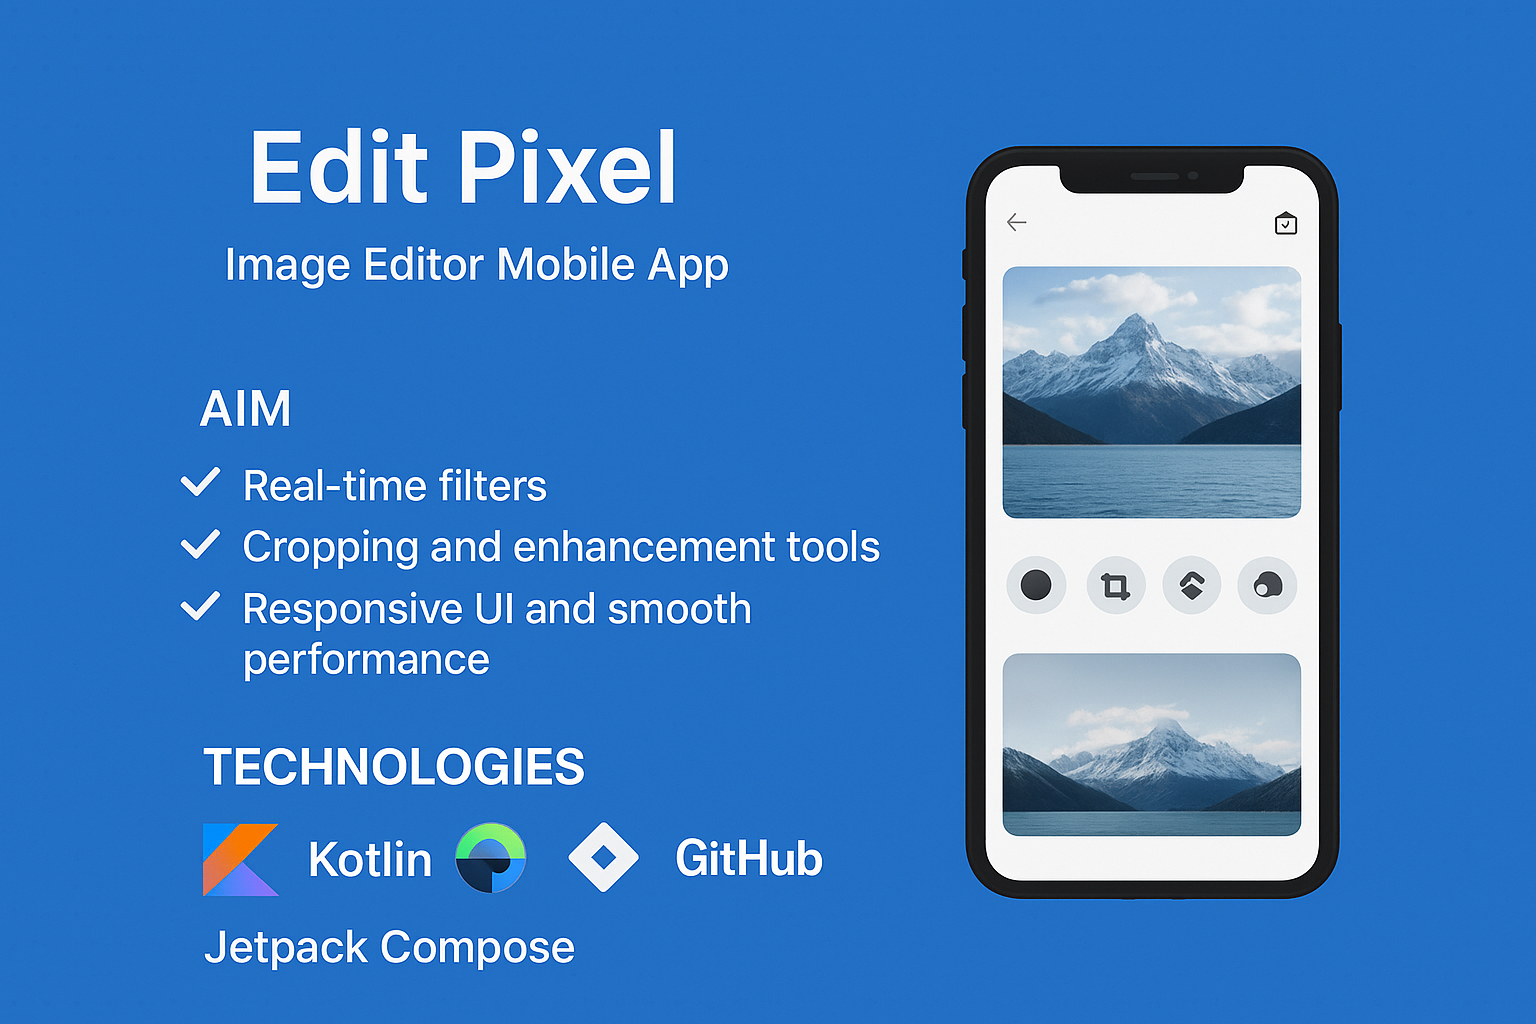 Edit Pixel
Image Editor Mobile App
AIM
Real-time filters
Cropping and enhancement tools
Responsive UI and smooth
performance
TECHNOLOGIES
Kotlin
GitHub
Jetpack Compose